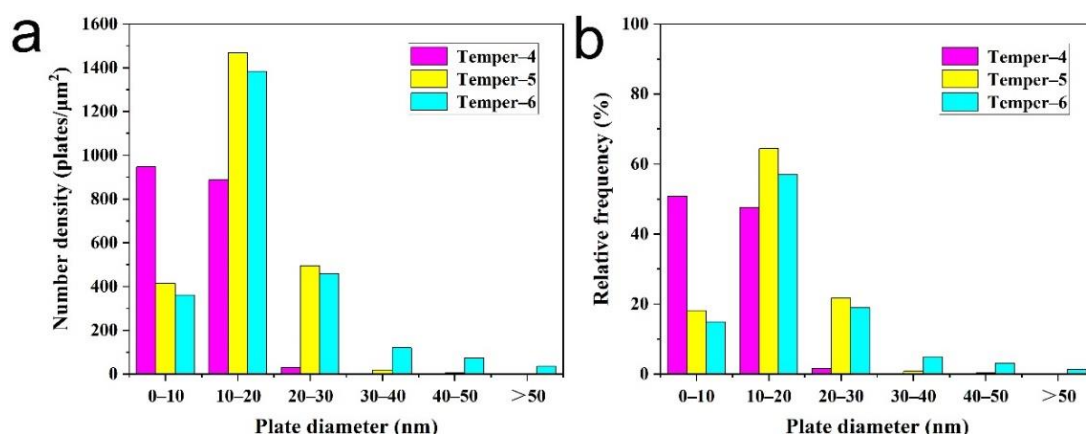 a
Number density (plates/μm²)
1600
1400
1200
1000
800
600
400
200
0
Temper–4
Temper–5
Temper–6
0–10
10–20
20–30
30–40
40–50
>50
Plate diameter (nm)
b
Relative frequency (%)
100
80
60
40
20
0
Temper–4
Temper–5
Temper–6
0–10
10–20
20–30
30–40
40–50
>50
Plate diameter (nm)